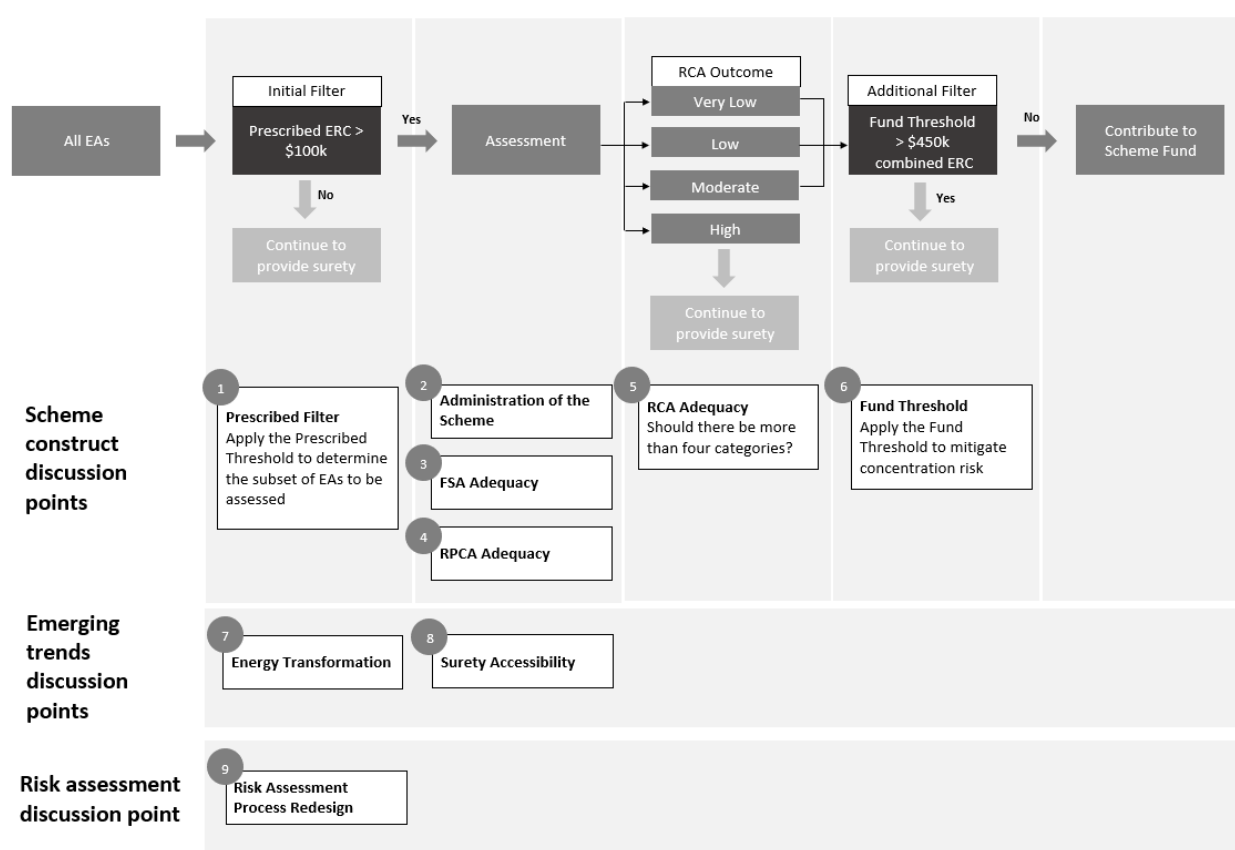 Initial Filter
RCA Outcome
Additional Filter
All EAs
Prescribed ERC >
$100k
Yes
Assessment
Very Low
Low
Moderate
High
Fund Threshold
> $450k
combined ERC
No
Contribute to
Scheme Fund
No
Continue to
provide surety
Continue to
provide surety
Yes
Continue to
provide surety
Scheme
construct
discussion
points
1
Prescribed Filter
Apply the Prescribed
Threshold to determine
the subset of EAs to be
assessed
2
Administration of the
Scheme
3
FSA Adequacy
4
RPCA Adequacy
5
RCA Adequacy
Should there be more
than four categories?
6
Fund Threshold
Apply the Fund
Threshold to mitigate
concentration risk
Emerging
trends
discussion
points
7
Energy Transformation
8
Surety Accessibility
Risk assessment
discussion point
9
Risk Assessment
Process Redesign